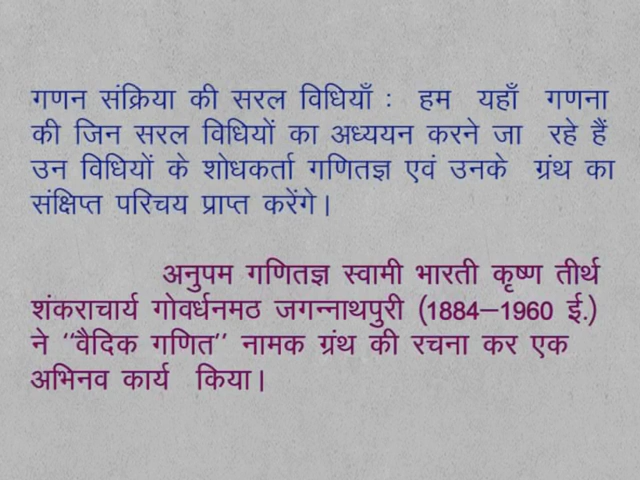 गणन संक्रिया की सरल विधियाँ : हम यहाँ गणना
की जिन सरल विधियों का अध्ययन करने जा रहे हैं
उन विधियों के शोधकर्ता गणितज्ञ एवं उनके ग्रंथ का
संक्षिप्त परिचय प्राप्त करेंगे।
अनुपम गणितज्ञ स्वामी भारती कृष्ण तीर्थ
शंकराचार्य गोवर्धनमठ जगन्नाथपुरी (1884–1960 ई.)
ने ‘‘वैदिक गणित’’ नामक ग्रंथ की रचना कर एक
अभिनव कार्य किया।